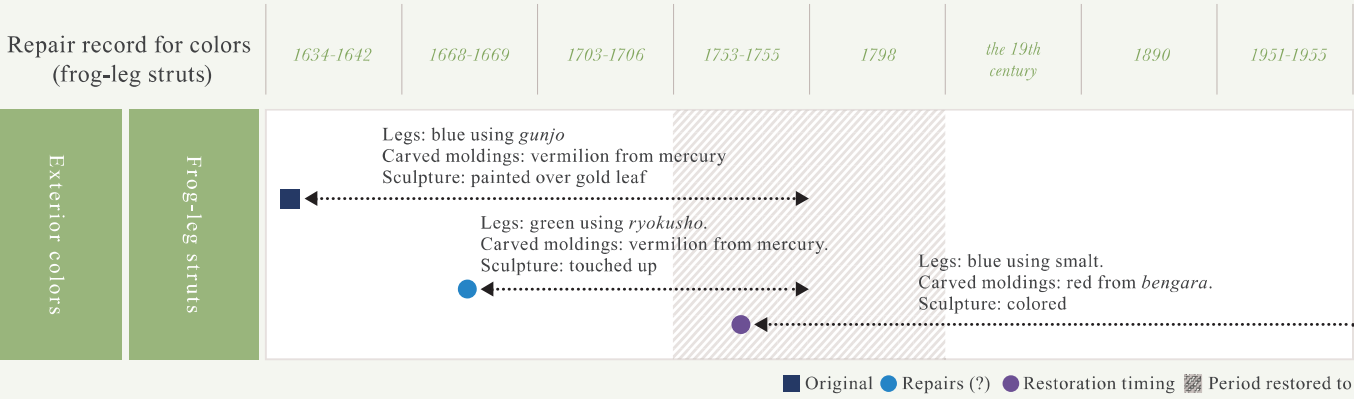 Repair record for colors
(frog-leg struts)
1634-1642
1668-1669
1703-1706
1753-1755
1798
the 19th
century
1890
1951-1955
Exterior colors
Frog-leg struts
Legs: blue using gunjo
Carved moldings: vermilion from mercury
Sculpture: painted over gold leaf
Legs: green using ryokusho.
Carved moldings: vermilion from mercury.
Sculpture: touched up
Legs: blue using smalt.
Carved moldings: red from bengara.
Sculpture: colored
Original
Repairs (?)
Restoration timing
Period restored to